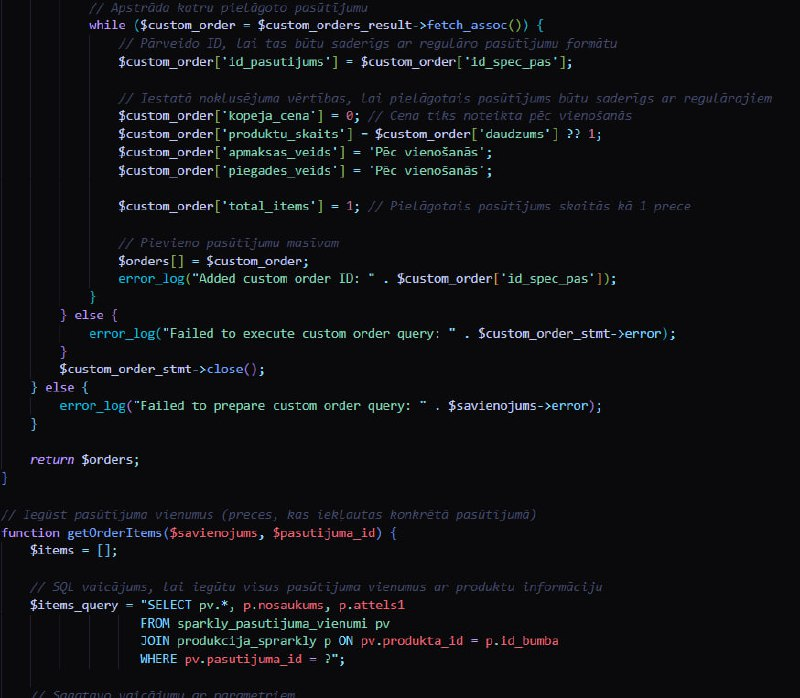 // Apstrāda katru pielāgoto pasūtījumu
while ($custom_order = $custom_orders_result->fetch_assoc()) {
// Pārveido ID, lai tas būtu saderīgs ar regulāro pasūtījumu formātu
$custom_order['id_pasutijums'] = $custom_order['id_spec_pas'];
// Iestatā noklusējuma vērtības, lai pielāgotais pasūtījums būtu saderīgs ar regulārajiem
$custom_order['kopeja_cena'] = 0; // Cena tiks noteikta pēc vienošanās
$custom_order['produktu_skaits'] = $custom_order['daudzums'] ?? 1;
$custom_order['apmaksas_veids'] = 'Pēc vienošanās';
$custom_order['piegades_veids'] = 'Pēc vienošanās';
$custom_order['total_items'] = 1; // Pielāgotais pasūtījums skaitās kā 1 prece
// Pievieno pasūtījumu masīvam
$orders[] = $custom_order;
error_log("Added custom order ID: " . $custom_order['id_spec_pas']);
}
} else {
error_log("Failed to execute custom order query: " . $custom_order_stmt->error);
}
$custom_order_stmt->close();
} else {
error_log("Failed to prepare custom order query: " . $savienojums->error);
}
return $orders;
}
// Iegūst pasūtījuma vienumus (preces, kas iekļautas konkrētā pasūtījumā)
function getOrderItems($savienojums, $pasutijuma_id) {
$items = [];
// SQL vaicājums, lai iegūtu visus pasūtījuma vienumus ar produktu informāciju
$items_query = "SELECT pv.*, p.nosaukums, p.attels1
FROM sparkly_pasutijuma_vienumi pv
JOIN produkcija_sprarkly p ON pv.produkta_id = p.id_bumba
WHERE pv.pasutijuma_id = ?";
// Sagatavo vaicājumu ar parametriem